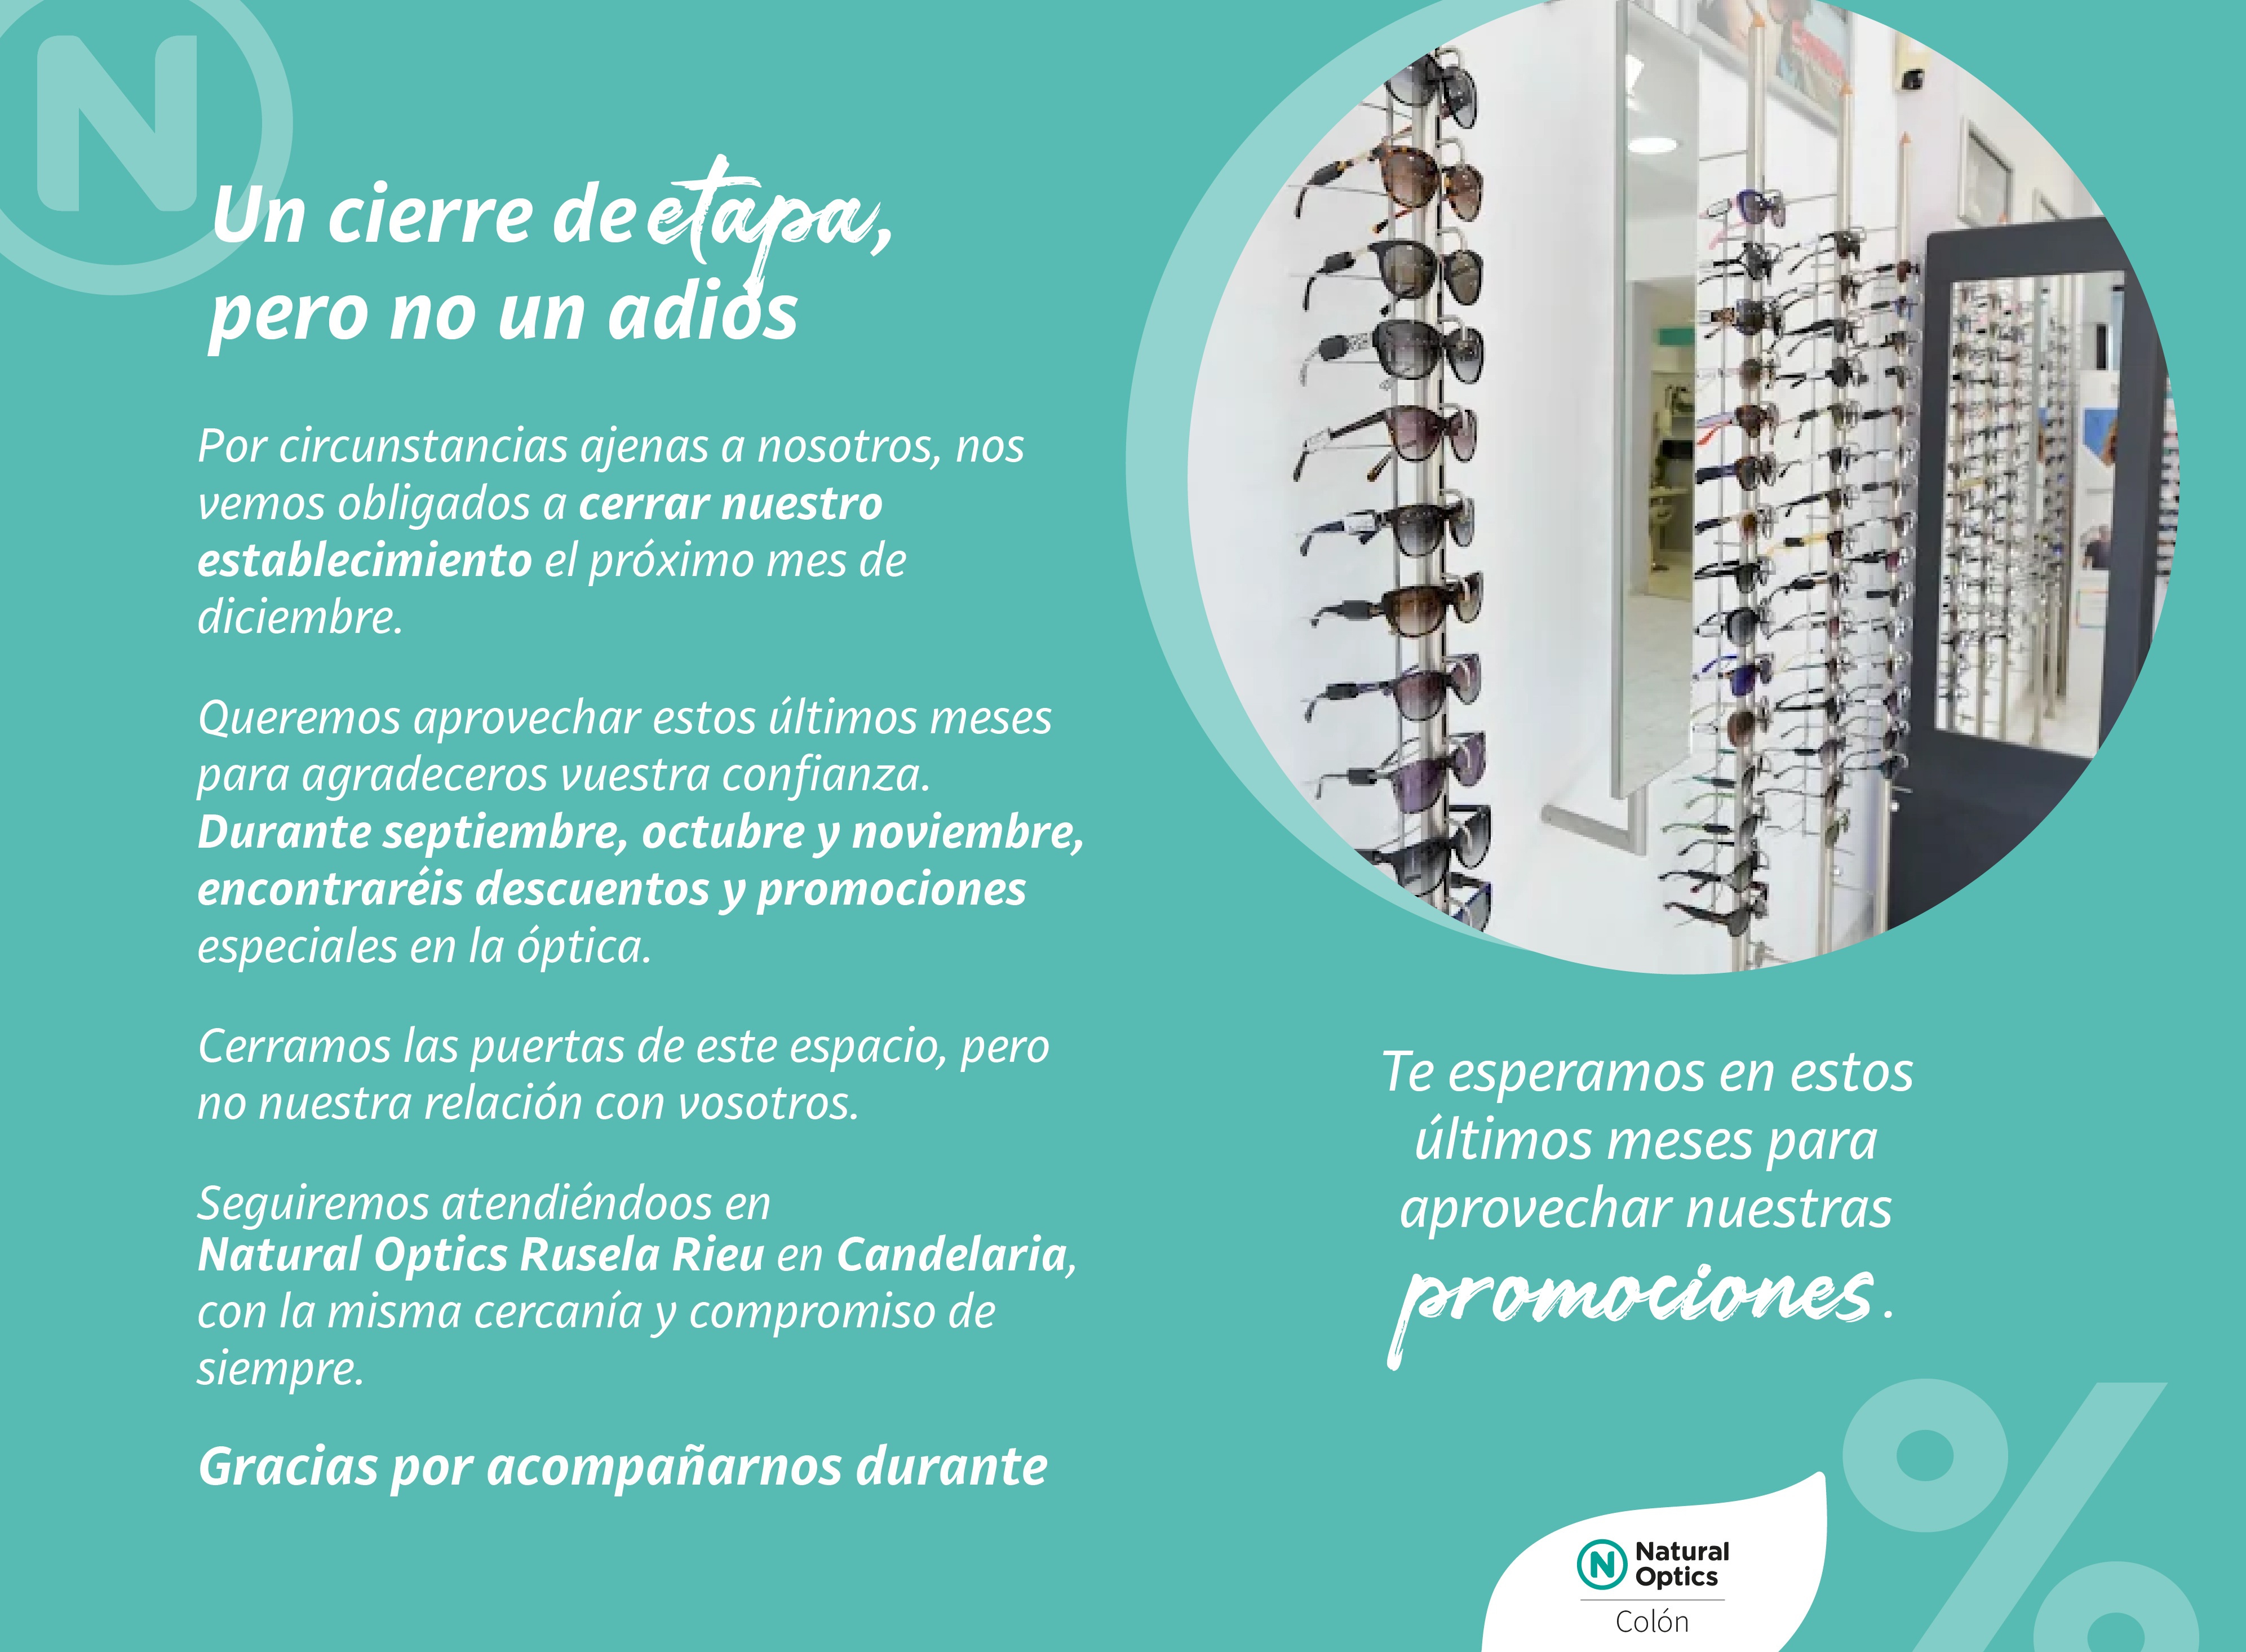 N
Un cierre de etapa,
pero no un adiós
Por circunstancias ajenas a nosotros, nos
vemos obligados a cerrar nuestro
establecimiento el próximo mes de
diciembre.
Queremos aprovechar estos últimos meses
para agradeceros vuestra confianza.
Durante septiembre, octubre y noviembre,
encontraréis descuentos y promociones
especiales en la óptica.
Cerramos las puertas de este espacio, pero
no nuestra relación con vosotros.
Seguiremos atendiéndoos en
Natural Optics Rusela Rieu en Candelaria,
con la misma cercanía y compromiso de
siempre.
Gracias por acompañarnos durante
Te esperamos en estos
últimos meses para
aprovechar nuestras
promociones.
%
N Natural
Optics
Colón